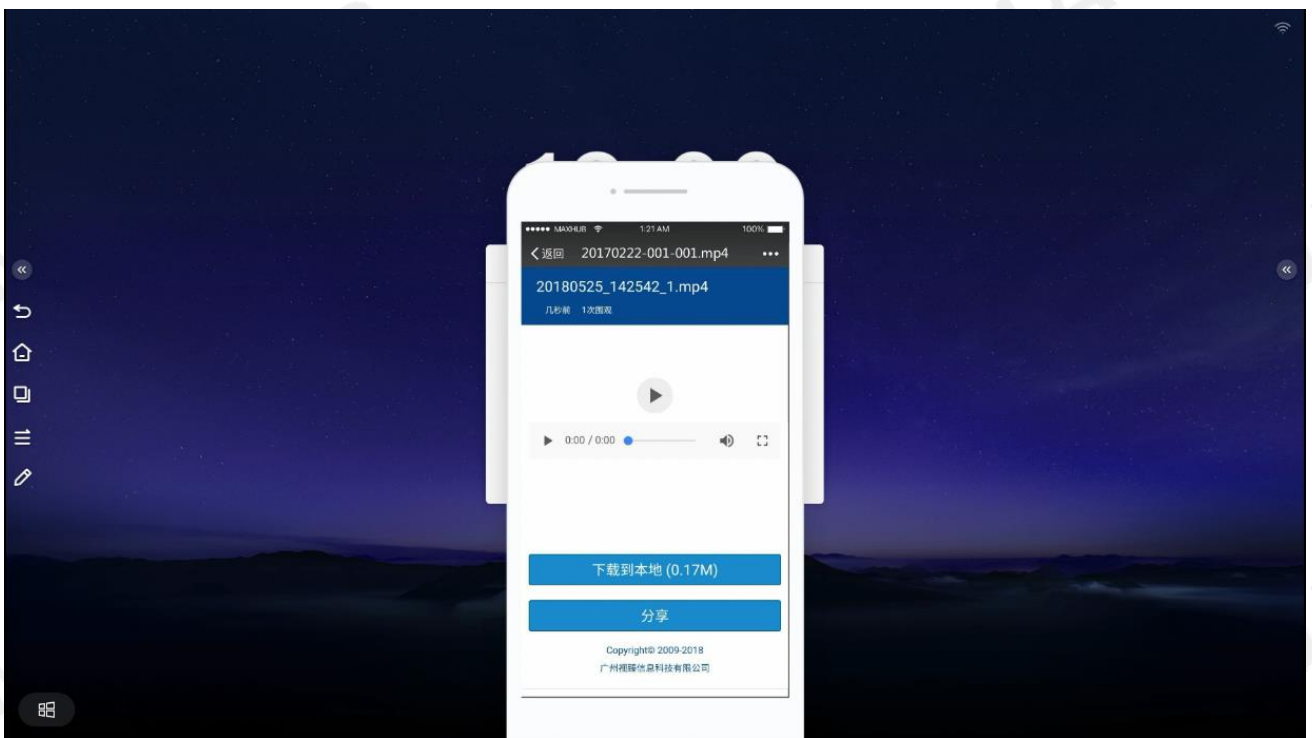 MAXHUB 1:21 AM 100%
返回 20170222-001-001.mp4
20180525_142542_1.mp4
几秒前 1次围观
0:00 / 0:00
下载到本地 (0.17M)
分享
Copyright© 2009-2018
广州视臻信息科技有限公司